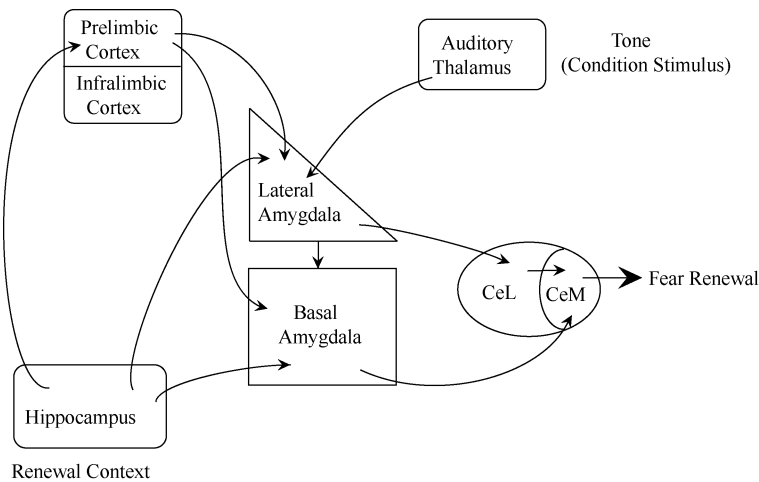 Prelimbic
Cortex
Infralimbic
Cortex
Auditory
Thalamus
Tone
(Condition Stimulus)
Lateral
Amygdala
Basal
Amygdala
CeL
CeM
Fear Renewal
Hippocampus
Renewal Context